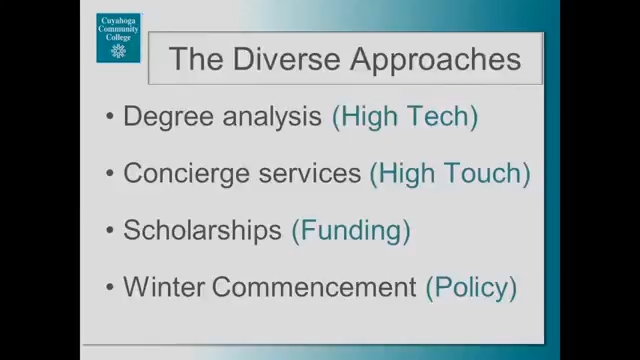 Cuyahoga
Community
College
The Diverse Approaches
• Degree analysis (High Tech)
• Concierge services (High Touch)
• Scholarships (Funding)
• Winter Commencement (Policy)